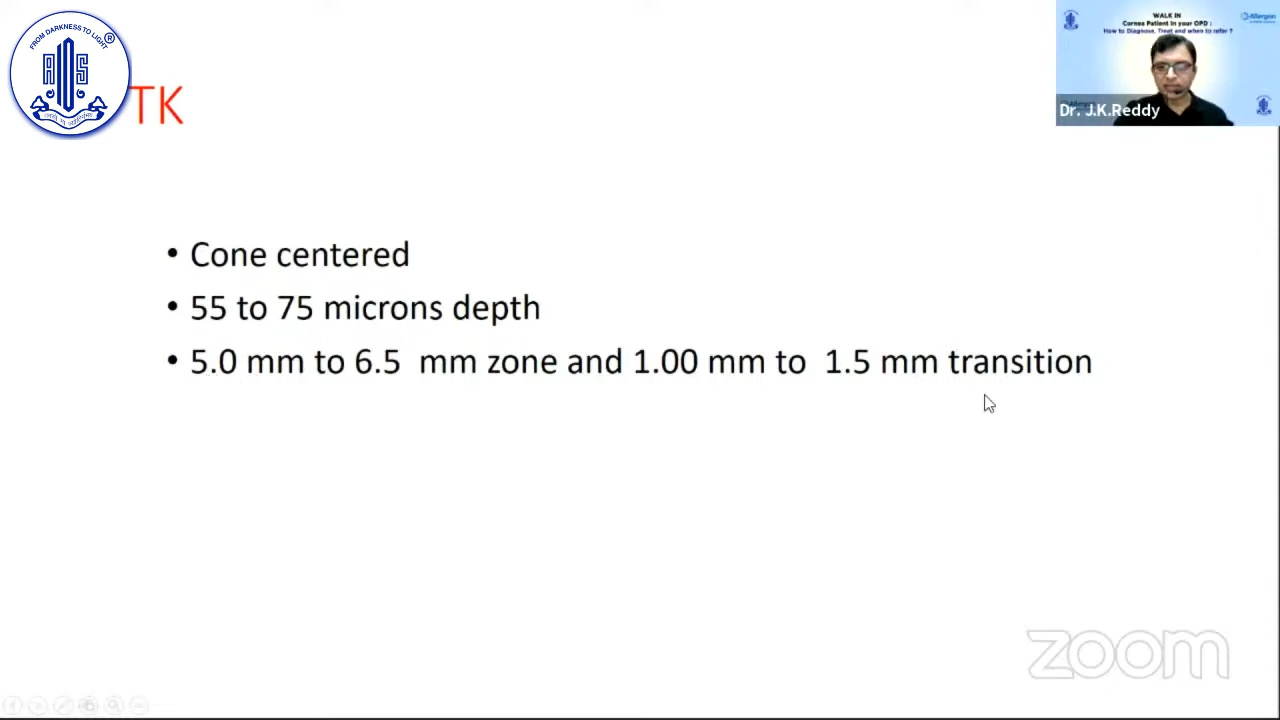 FROM DARKNESS TO LIGHT
AIOS
TK
WALK IN
Cornea Patient in your OPD :
How to Diagnose, Treat and when to refer ?
Allergan
Dr. J.K.Reddy
• Cone centered
• 55 to 75 microns depth
• 5.0 mm to 6.5 mm zone and 1.00 mm to 1.5 mm transition
zoom